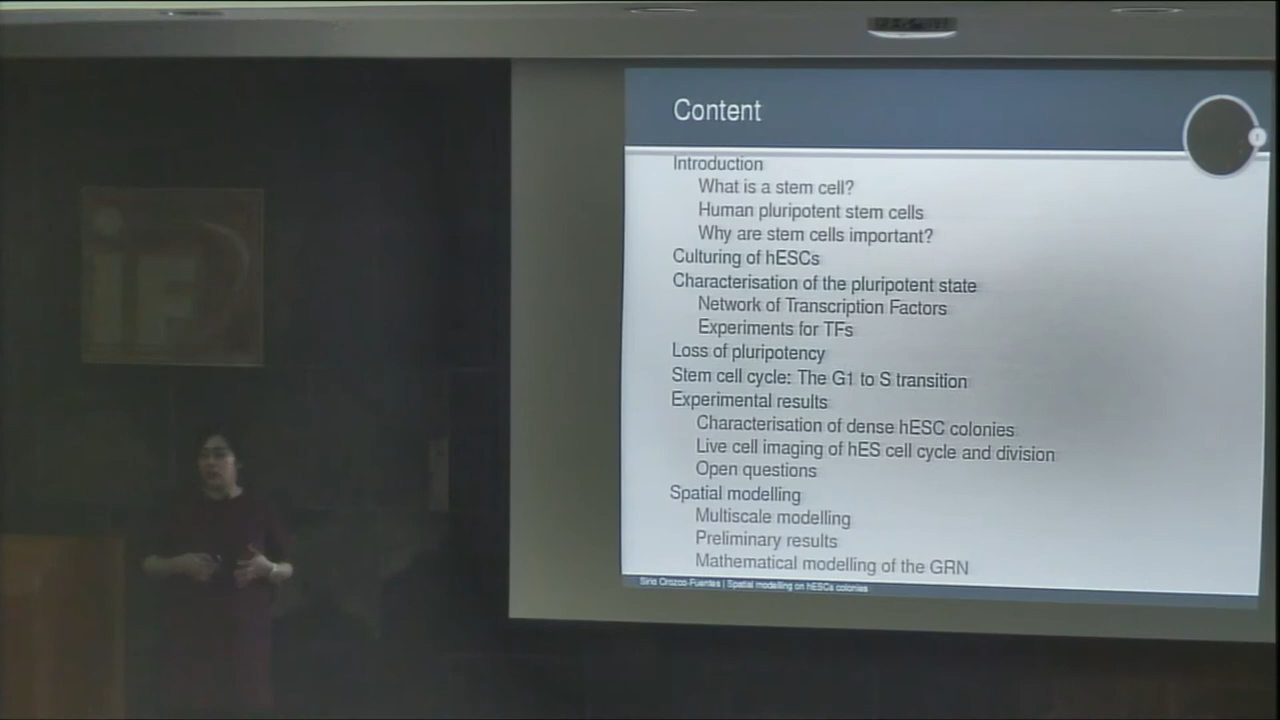 Content
Introduction
What is a stem cell?
Human pluripotent stem cells
Why are stem cells important?
Culturing of hESCs
Characterisation of the pluripotent state
Network of Transcription Factors
Experiments for TFs
Loss of pluripotency
Stem cell cycle: The G1 to S transition
Experimental results
Characterisation of dense hESC colonies
Live cell imaging of hES cell cycle and division
Open questions
Spatial modelling
Multiscale modelling
Preliminary results
Mathematical modelling of the GRN
Sirio Orozco-Fuentes | Spatial modelling on hESCs colonies